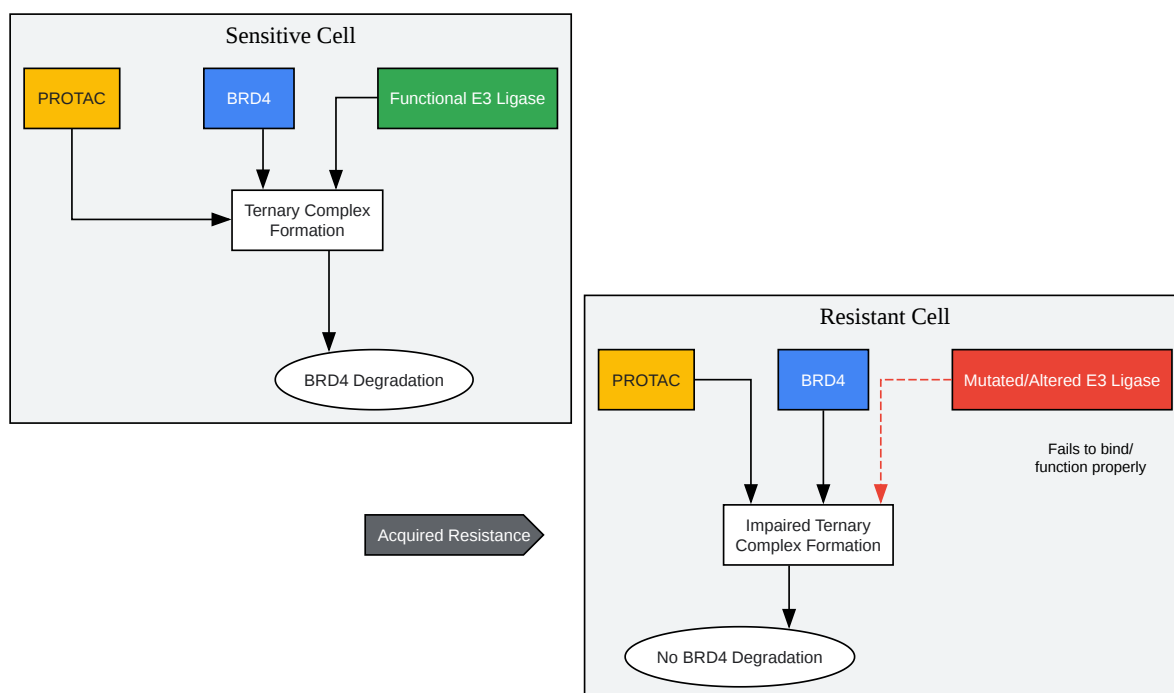 Sensitive Cell
PROTAC
BRD4
Functional E3 Ligase
Ternary Complex
Formation
BRD4 Degradation
Resistant Cell
PROTAC
BRD4
Mutated/Altered E3 Ligase
Fails to bind/
function properly
Acquired Resistance
Impaired Ternary
Complex Formation
No BRD4 Degradation